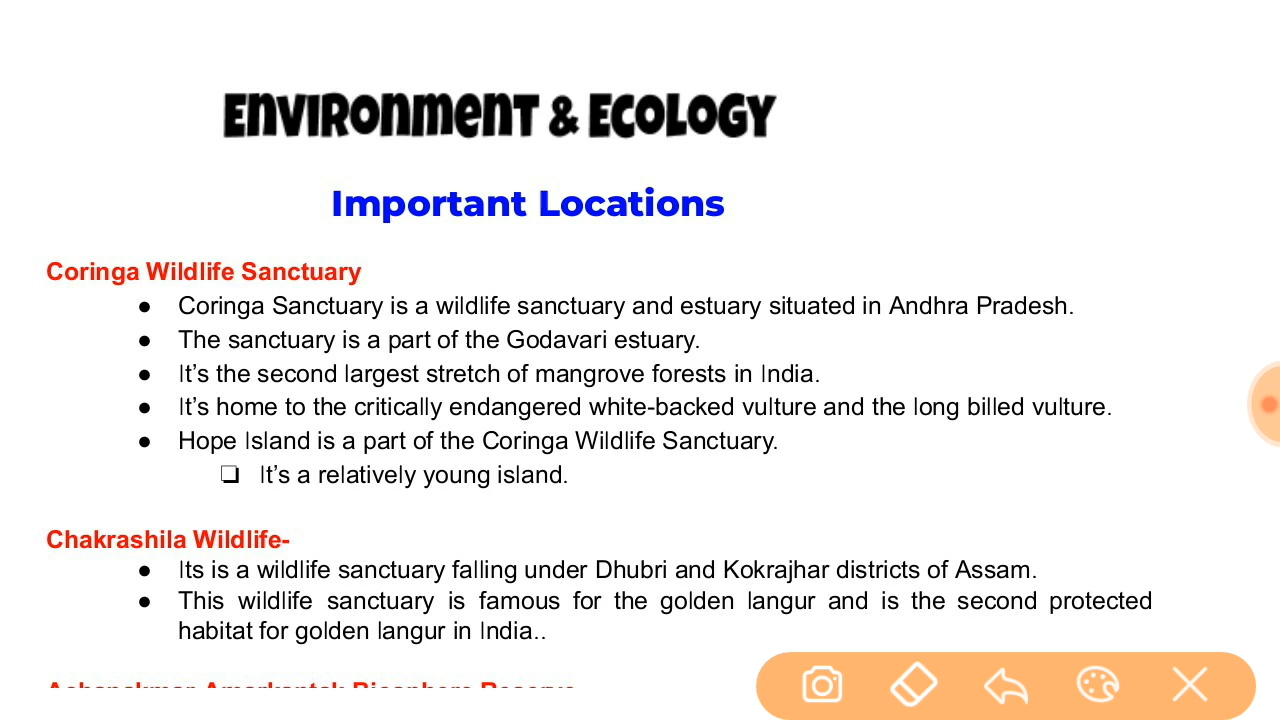 Environment & Ecology
Important Locations
Coringa Wildlife Sanctuary
● Coringa Sanctuary is a wildlife sanctuary and estuary situated in Andhra Pradesh.
● The sanctuary is a part of the Godavari estuary.
● It’s the second largest stretch of mangrove forests in India.
● It’s home to the critically endangered white-backed vulture and the long billed vulture.
● Hope Island is a part of the Coringa Wildlife Sanctuary.
❏ It’s a relatively young island.
Chakrashila Wildlife-
● Its is a wildlife sanctuary falling under Dhubri and Kokrajhar districts of Assam.
● This wildlife sanctuary is famous for the golden langur and is the second protected
habitat for golden langur in India..